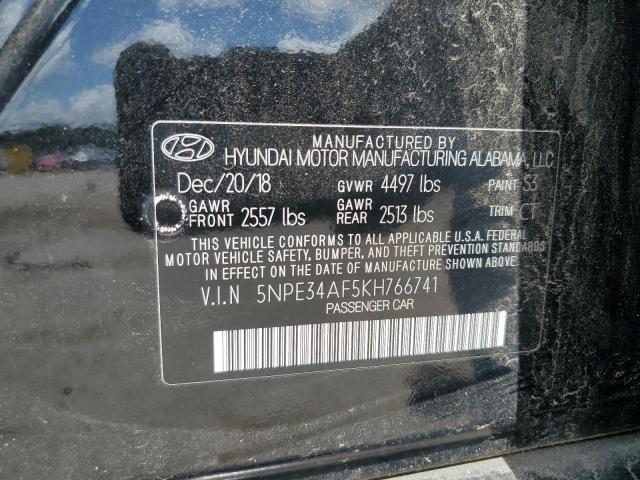 MANUFACTURED BY
HYUNDAI MOTOR MANUFACTURING ALABAMA, LLC
Dec/20/18 GVWR 4497 lbs PAINT S3
GAWR FRONT 2557 lbs GAWR REAR 2513 lbs TRIM CT
THIS VEHICLE CONFORMS TO ALL APPLICABLE U.S.A. FEDERAL
MOTOR VEHICLE SAFETY, BUMPER, AND THEFT PREVENTION STANDARDS
IN EFFECT ON THE DATE OF MANUFACTURE SHOWN ABOVE.
V.I.N 5NPE34AF5KH766741
PASSENGER CAR